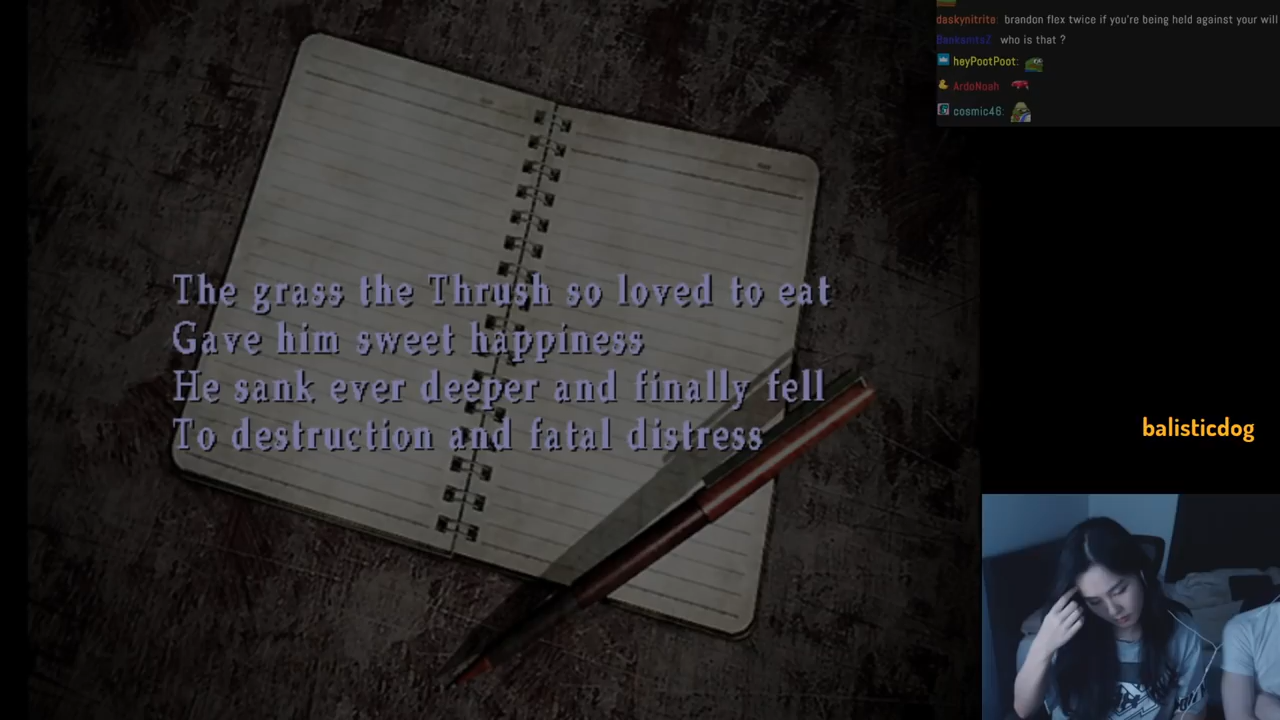 daskynitrite: brandon flex twice if you're being held against your will
BankamtsZ who is that ?
heyPootPoot:
ArdoNoah
cosmic46:
The grass the Thrush so loved to eat
Gave him sweet happiness
He sank ever deeper and finally fell
To destruction and fatal distress
balisticdog